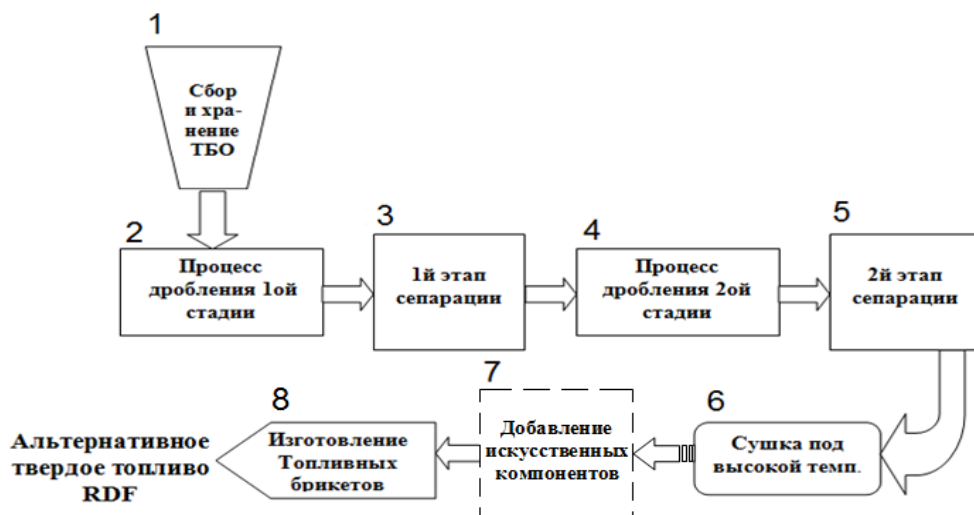 1
Сбор
и хра-
нение
ТБО
2
Процесс
дробления 1ой
стадии
3
1й этап
сепарации
4
Процесс
дробления 2ой
стадии
5
2й этап
сепарации
6
Сушка под
высокой темп.
7
Добавление
искусственных
компонентов
8
Изготовление
Топливных
брикетов
Альтернативное
твердое топливо
RDF